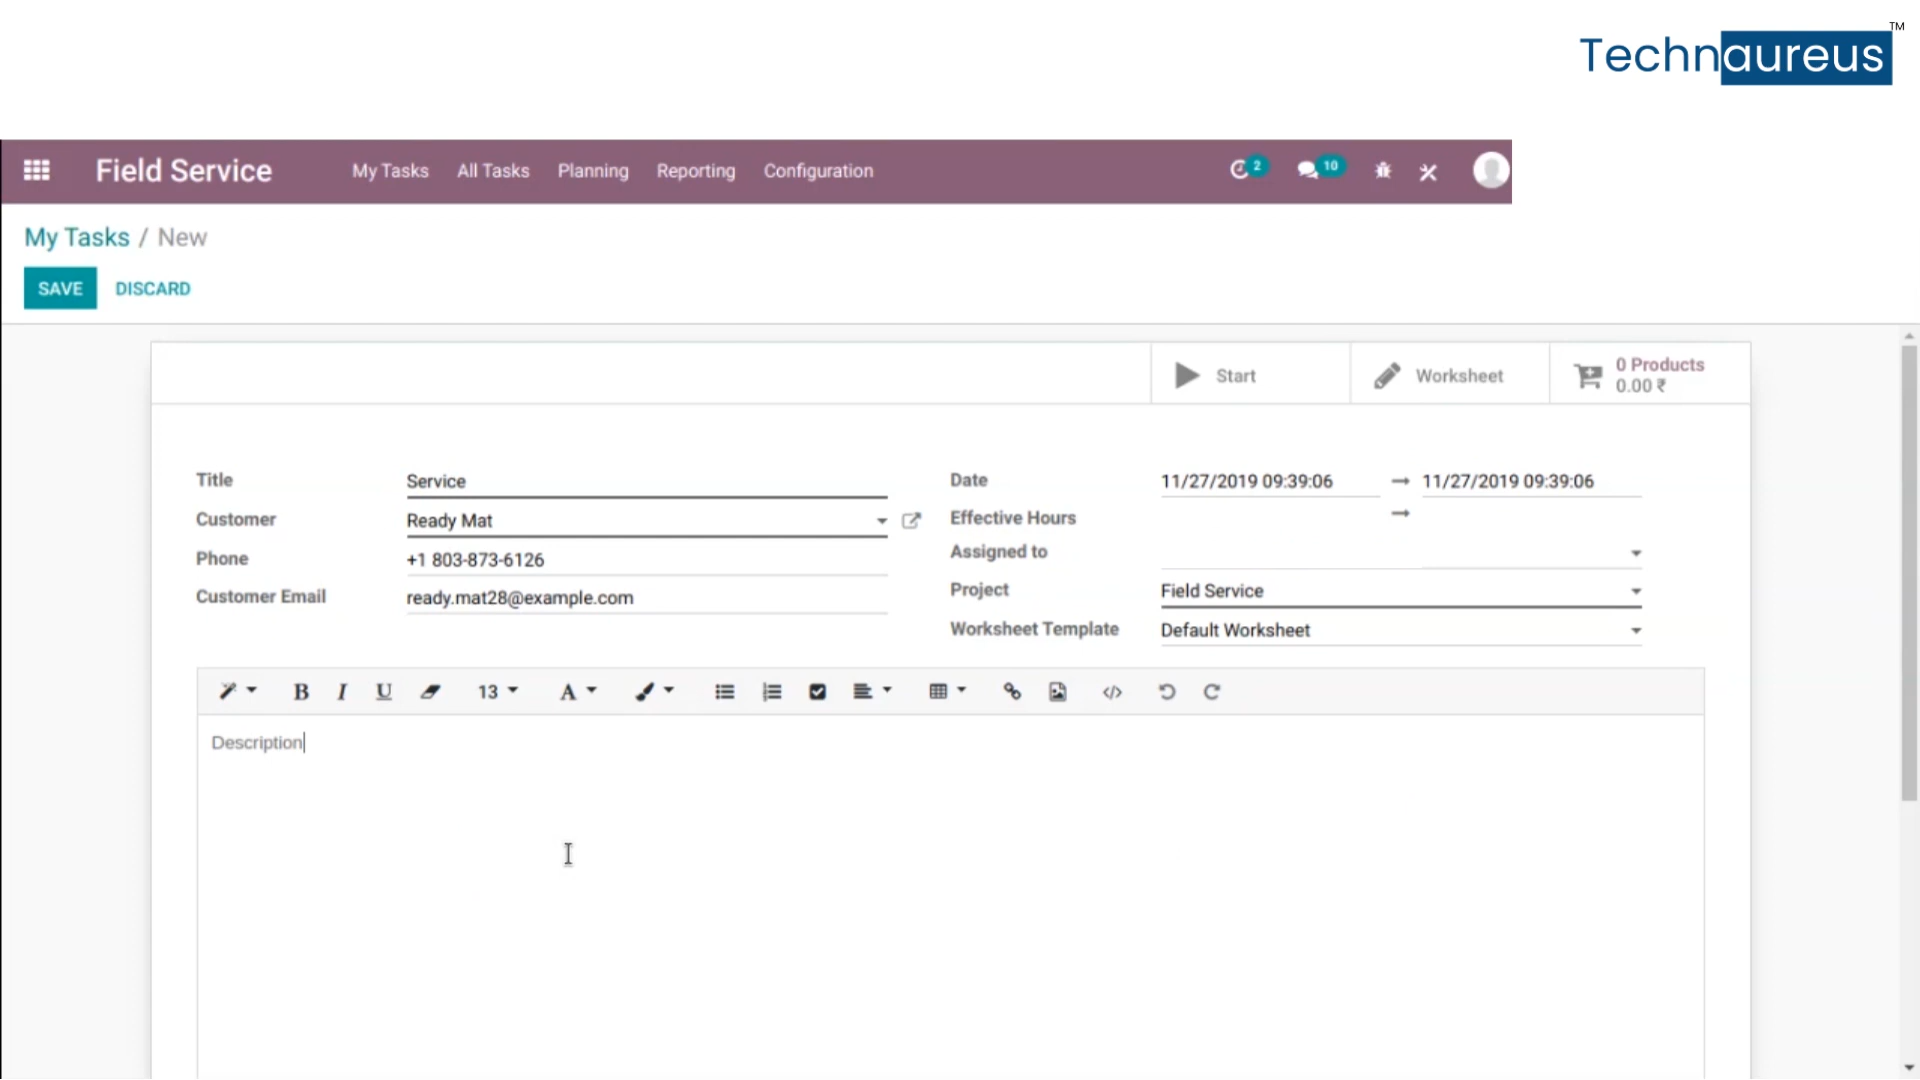 Technaureus™
Field Service My Tasks All Tasks Planning Reporting Configuration 2 10
My Tasks / New
SAVE DISCARD
Start Worksheet 0 Products
0.00 ₹
Title Service
Customer Ready Mat
Phone +1 803-873-6126
Customer Email ready.mat28@example.com
Date 11/27/2019 09:39:06 → 11/27/2019 09:39:06
Effective Hours →
Assigned to
Project Field Service
Worksheet Template Default Worksheet
B I U 13 A </>
Description